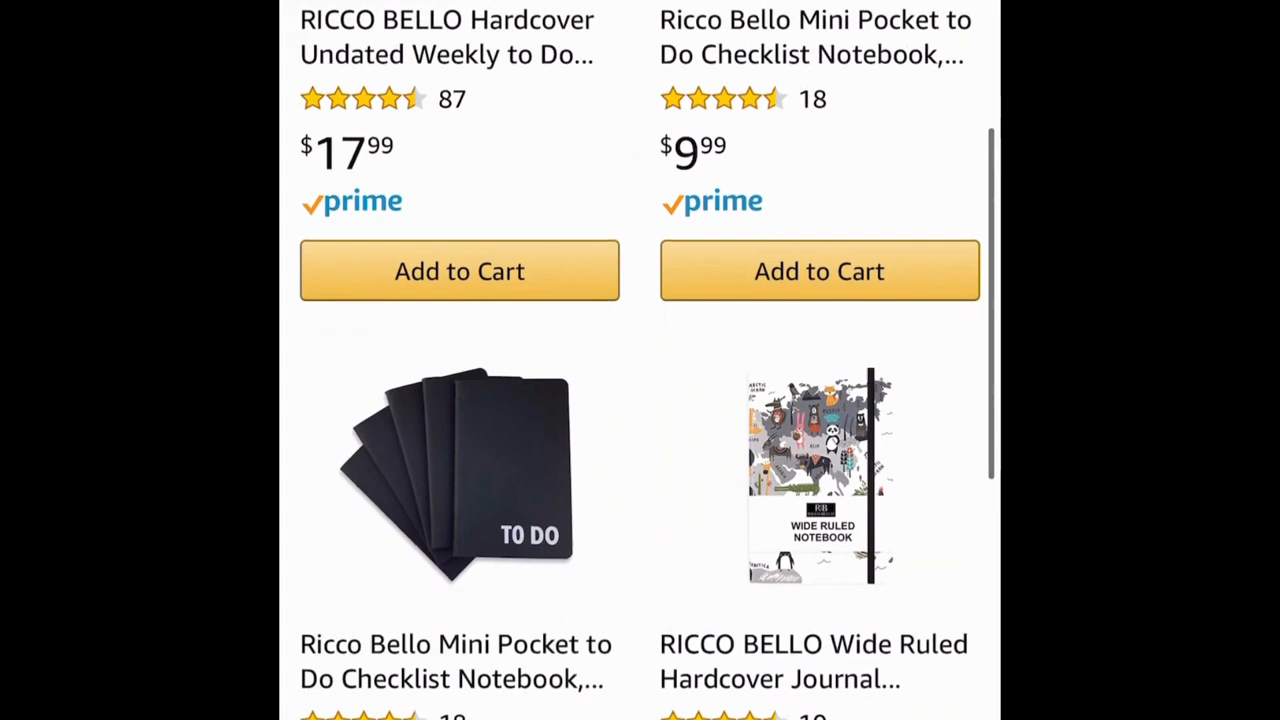 RICCO BELLO Hardcover
Undated Weekly to Do...
87
$17.99
prime
Add to Cart
Ricco Bello Mini Pocket to
Do Checklist Notebook,...
18
$9.99
prime
Add to Cart
TO DO
Ricco Bello Mini Pocket to
Do Checklist Notebook,...
18
RB
WIDE RULED
NOTEBOOK
RICCO BELLO Wide Ruled
Hardcover Journal...